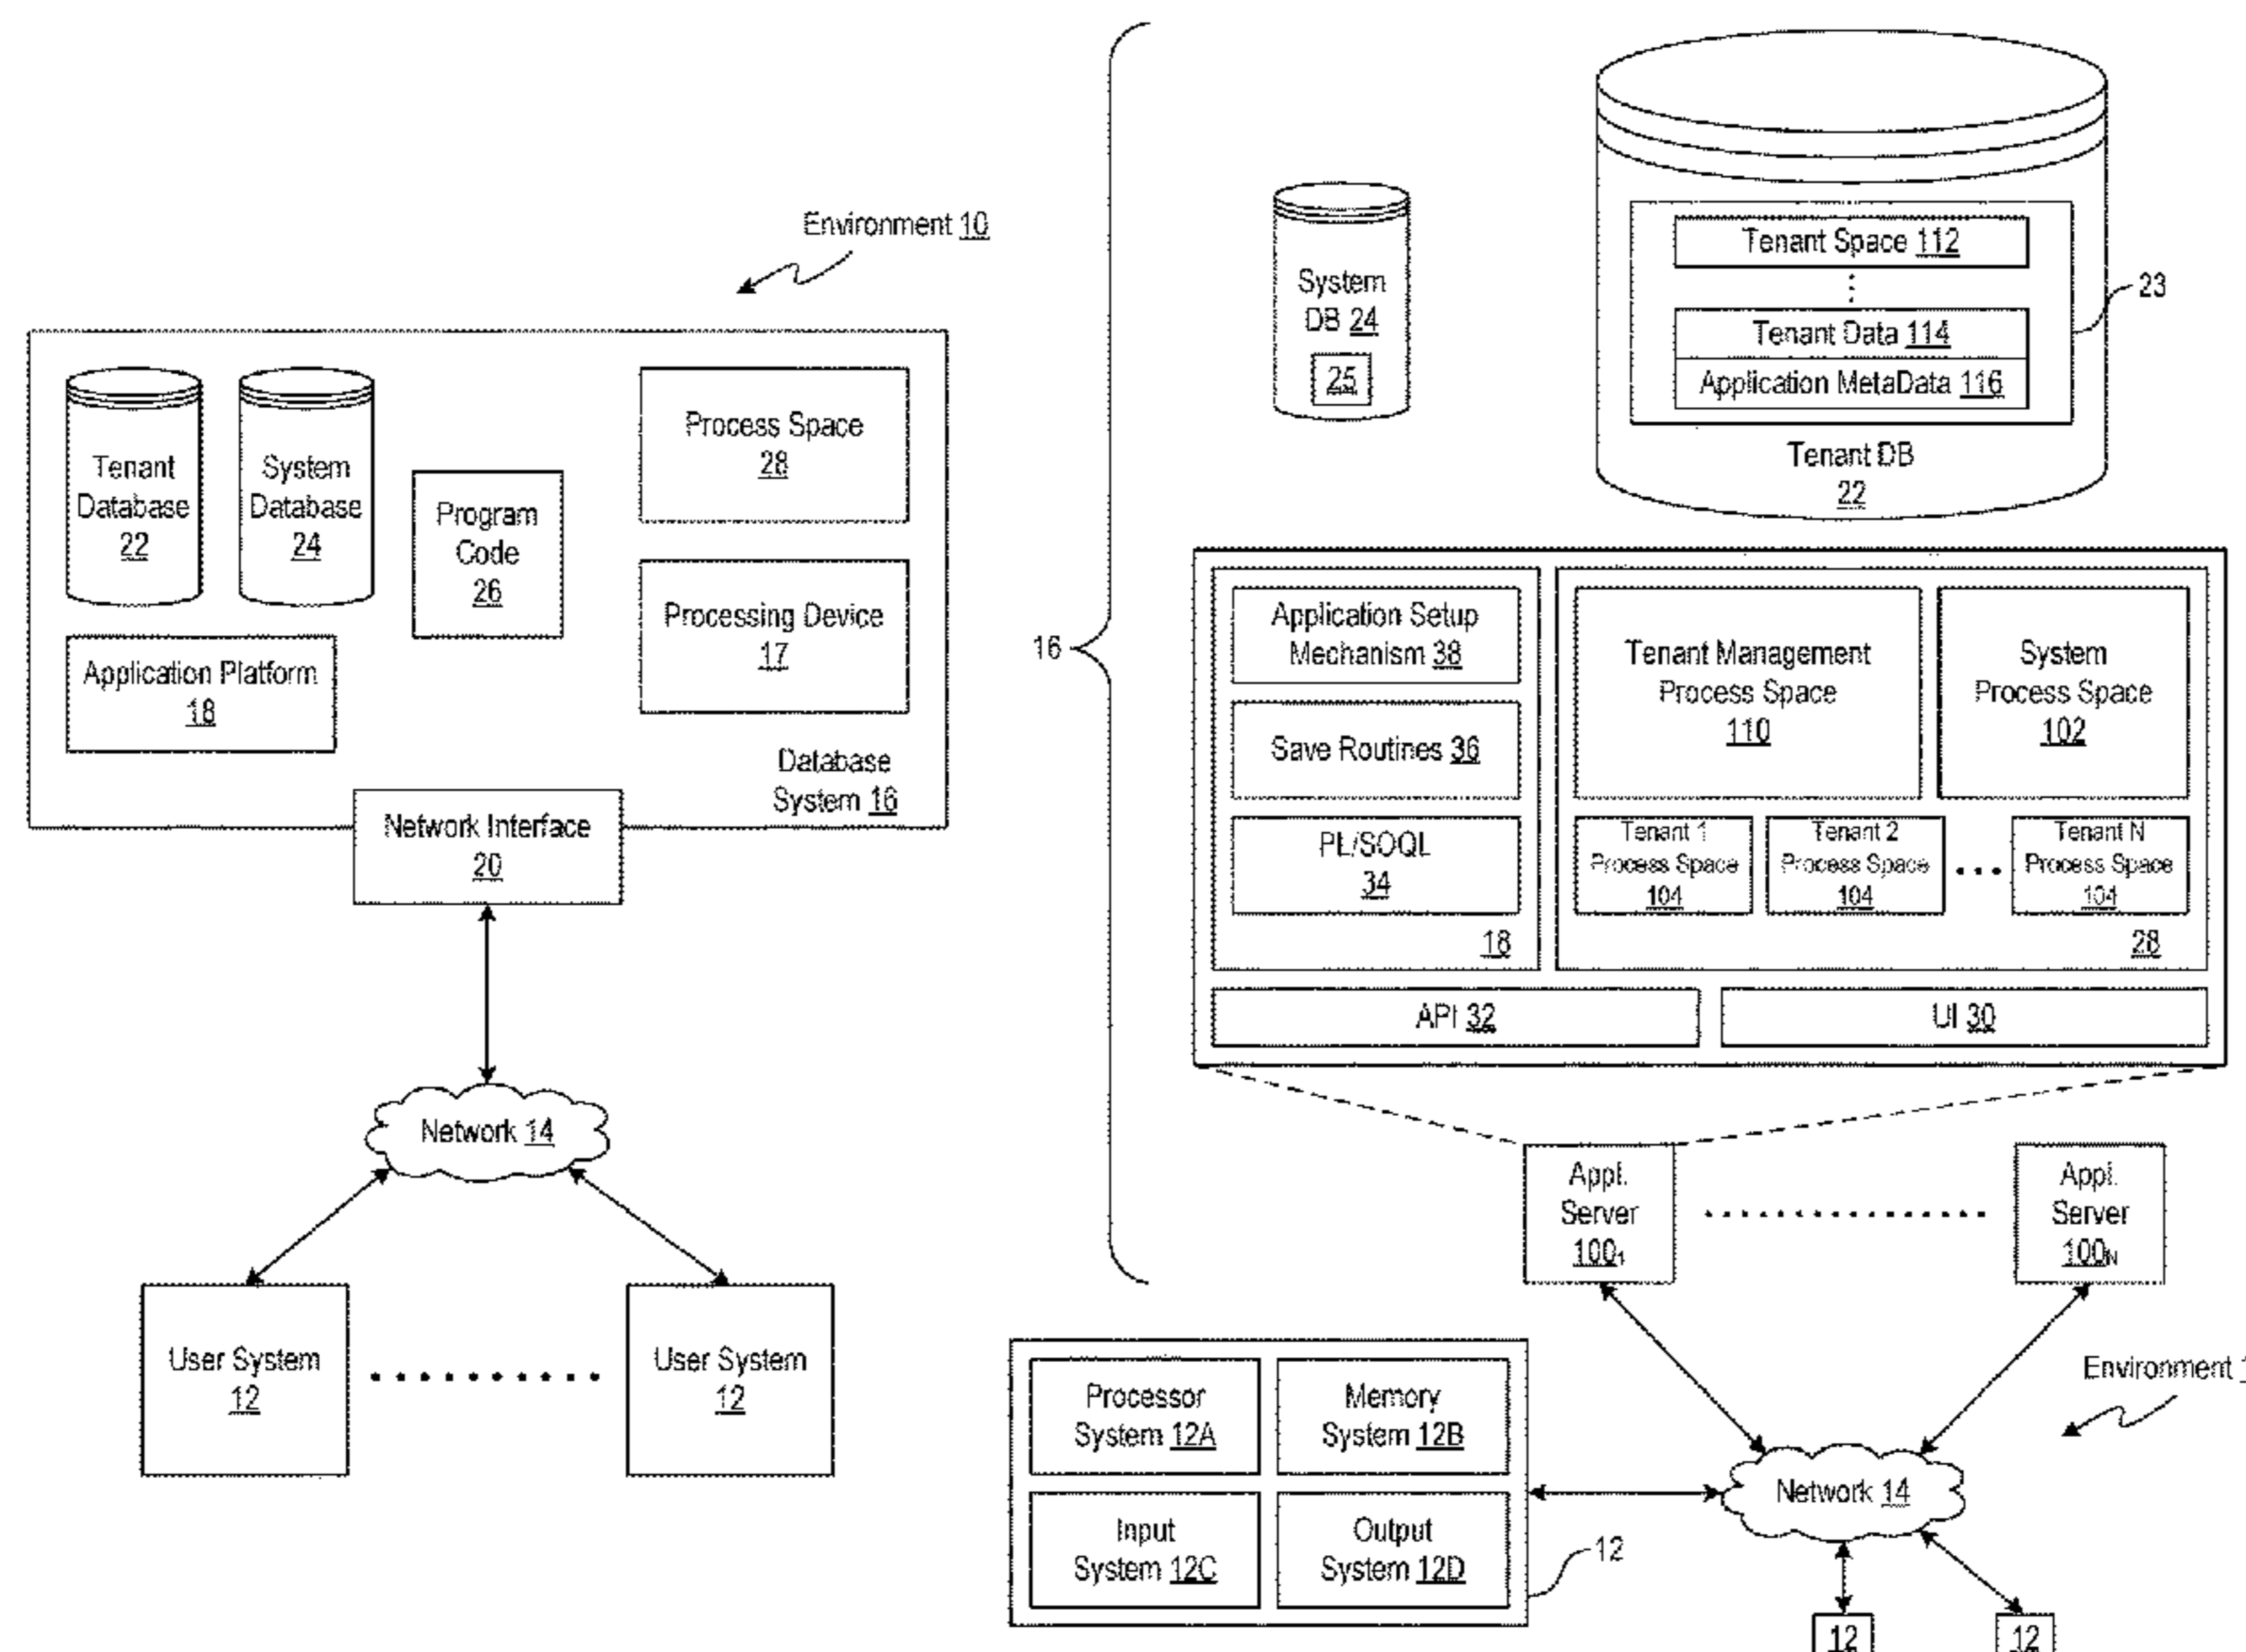 Environment 10
Tenant
Database
22
System
Database
24
Program
Code
26
Process Space
28
Processing Device
17
Application Platform
18
Database
System 16
Network Interface
20
Network 14
User System
12
User System
12
16
System
DB 24
25
Tenant Space 112
Tenant Data 114
Application MetaData 116
23
Tenant DB
22
Application Setup
Mechanism 38
Save Routines 36
PL/SOQL
34
18
Tenant Management
Process Space
110
System
Process Space
102
Tenant 1
Process Space
104
Tenant 2
Process Space
104
Tenant N
Process Space
104
28
API 32
UI 30
Appl.
Server
100₁
Appl.
Server
100N
Environment 1
Processor
System 12A
Memory
System 12B
Input
System 12C
Output
System 12D
12
Network 14
12
12